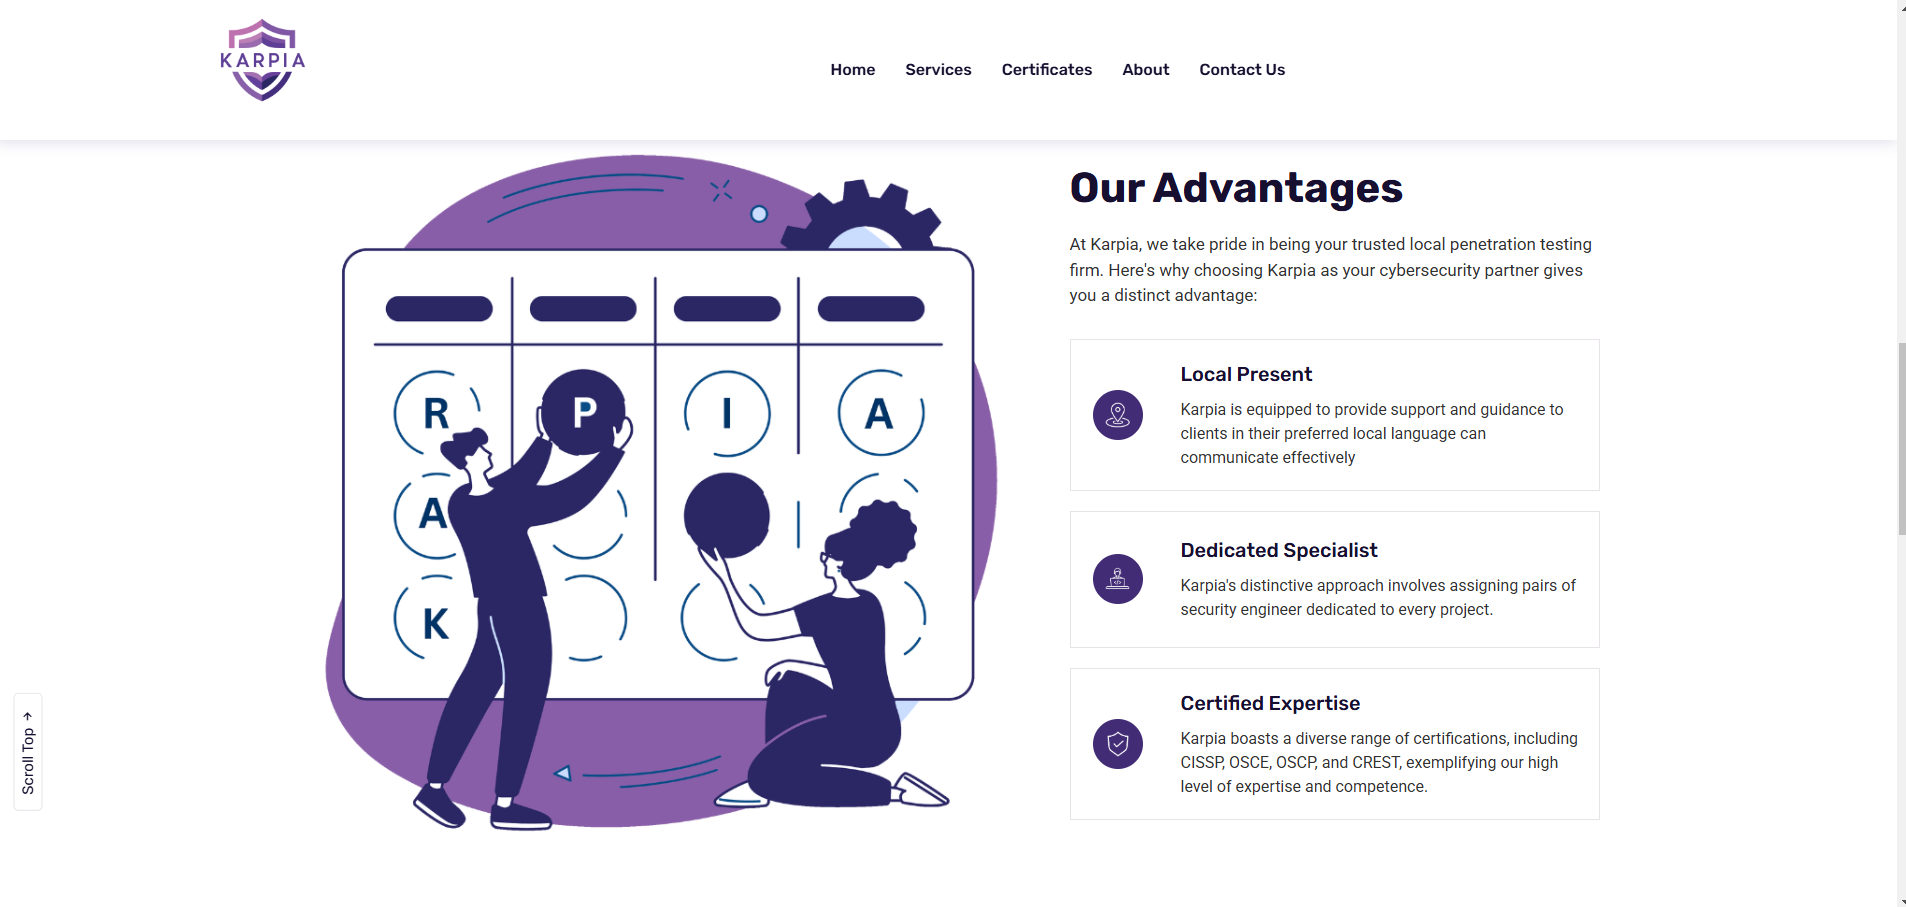 KARPIA
Home
Services
Certificates
About
Contact Us
Our Advantages
At Karpia, we take pride in being your trusted local penetration testing
firm. Here's why choosing Karpia as your cybersecurity partner gives
you a distinct advantage:
R
P
I
A
A
K
Local Present
Karpia is equipped to provide support and guidance to
clients in their preferred local language can
communicate effectively
Dedicated Specialist
Karpia's distinctive approach involves assigning pairs of
security engineer dedicated to every project.
Certified Expertise
Karpia boasts a diverse range of certifications, including
CISSP, OSCE, OSCP, and CREST, exemplifying our high
level of expertise and competence.
Scroll Top →